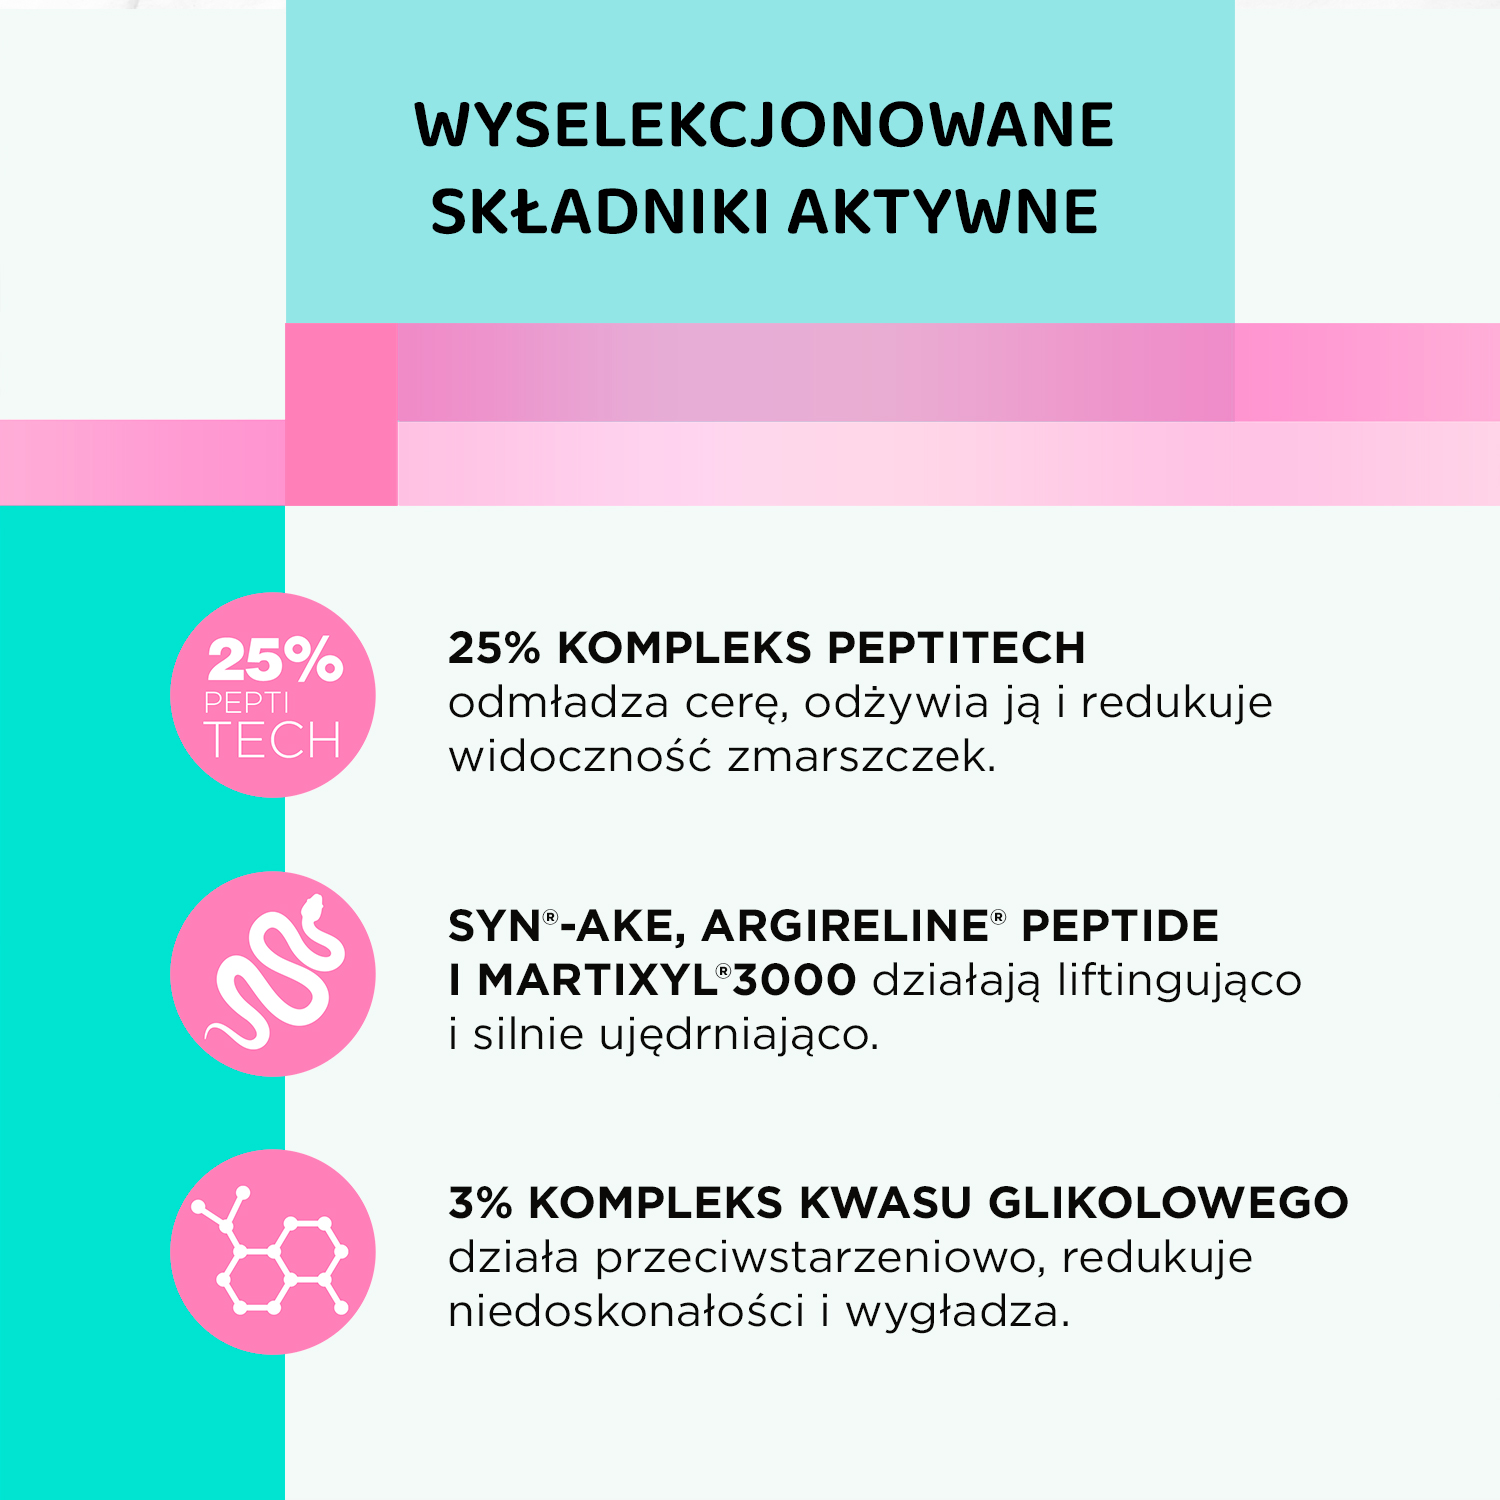 WYSELEKCJONOWANE
SKŁADNIKI AKTYWNE
25%
PEPTI
TECH
25% KOMPLEKS PEPTITECH
odmładza cerę, odżywia ją i redukuje
widoczność zmarszczek.
SYN®-AKE, ARGIRELINE® PEPTIDE
I MARTIXYL®3000 działają liftingująco
i silnie ujędrniająco.
3% KOMPLEKS KWASU GLIKOLOWEGO
działa przeciwstarzeniowo, redukuje
niedoskonałości i wygładza.